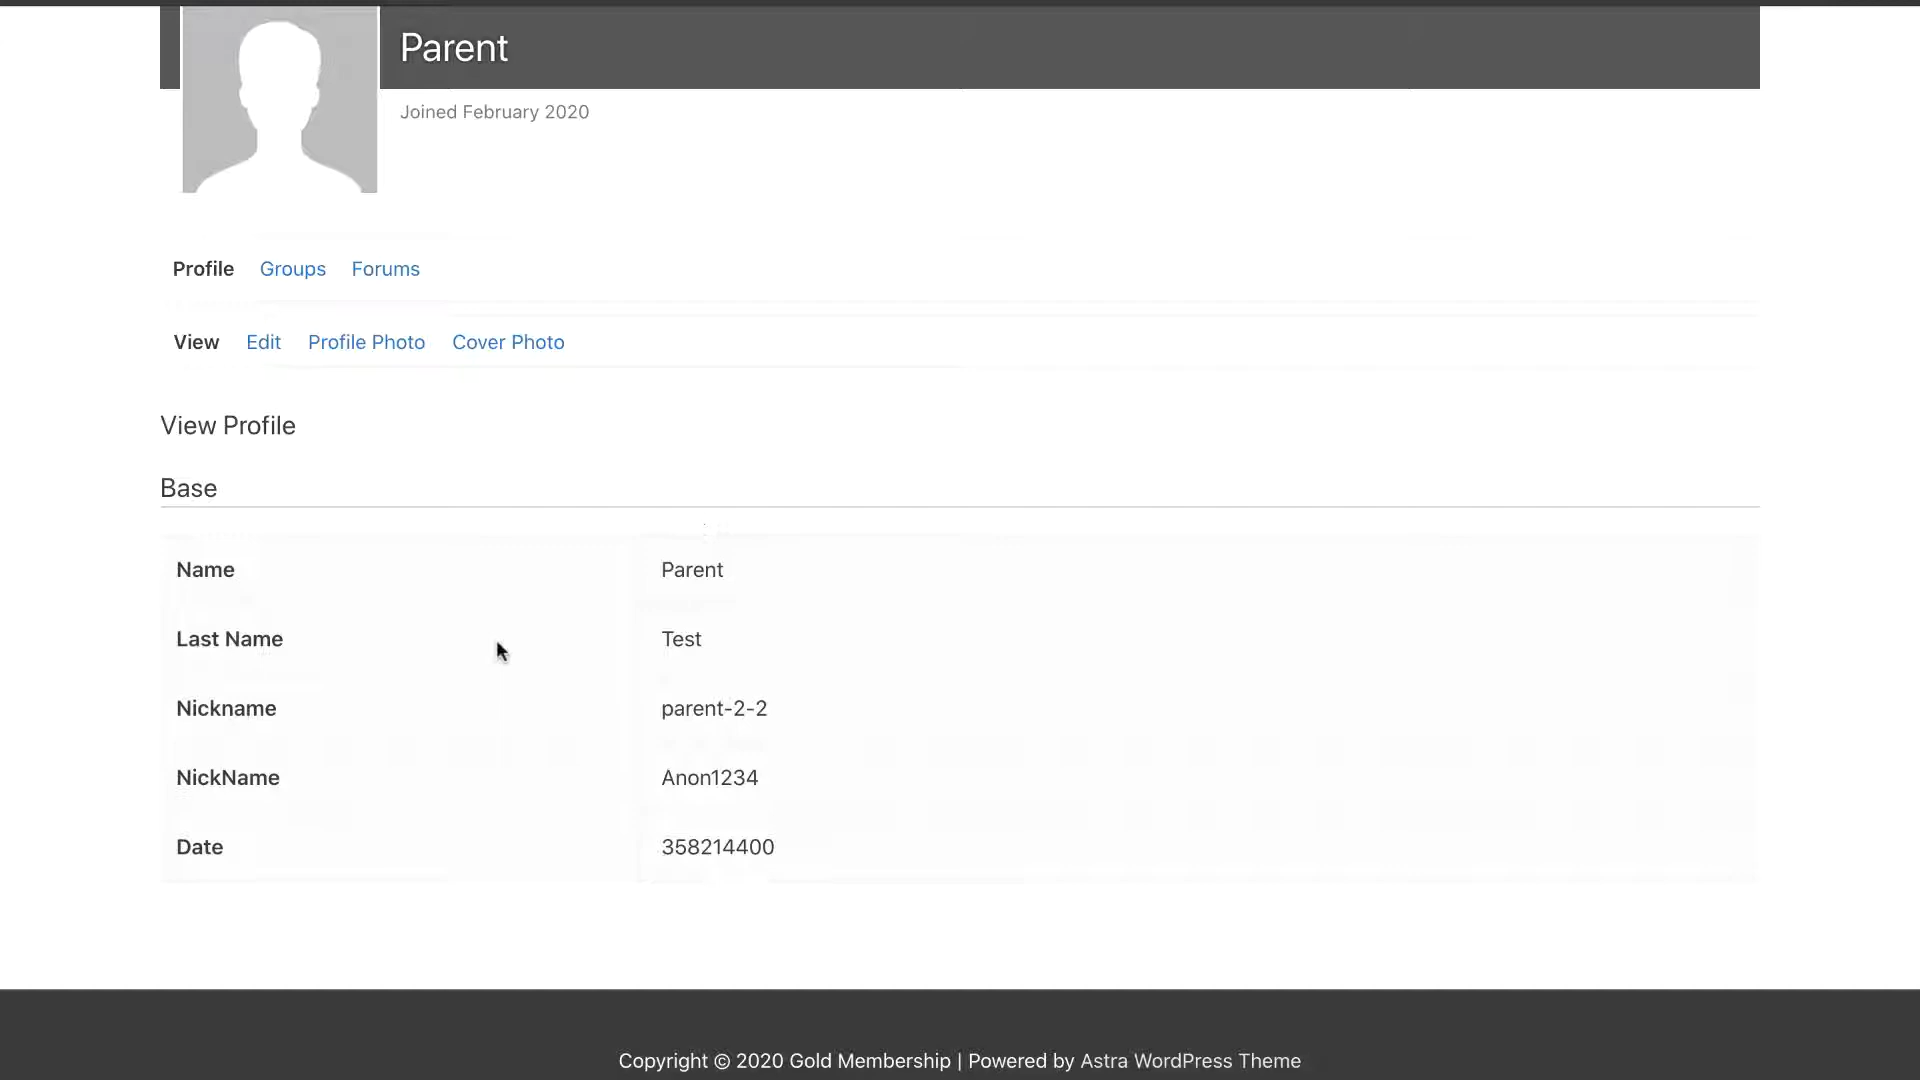 Parent
Joined February 2020
Profile Groups Forums
View Edit Profile Photo Cover Photo
View Profile
Base
Name Parent
Last Name Test
Nickname parent-2-2
NickName Anon1234
Date 358214400
Copyright © 2020 Gold Membership | Powered by Astra WordPress Theme